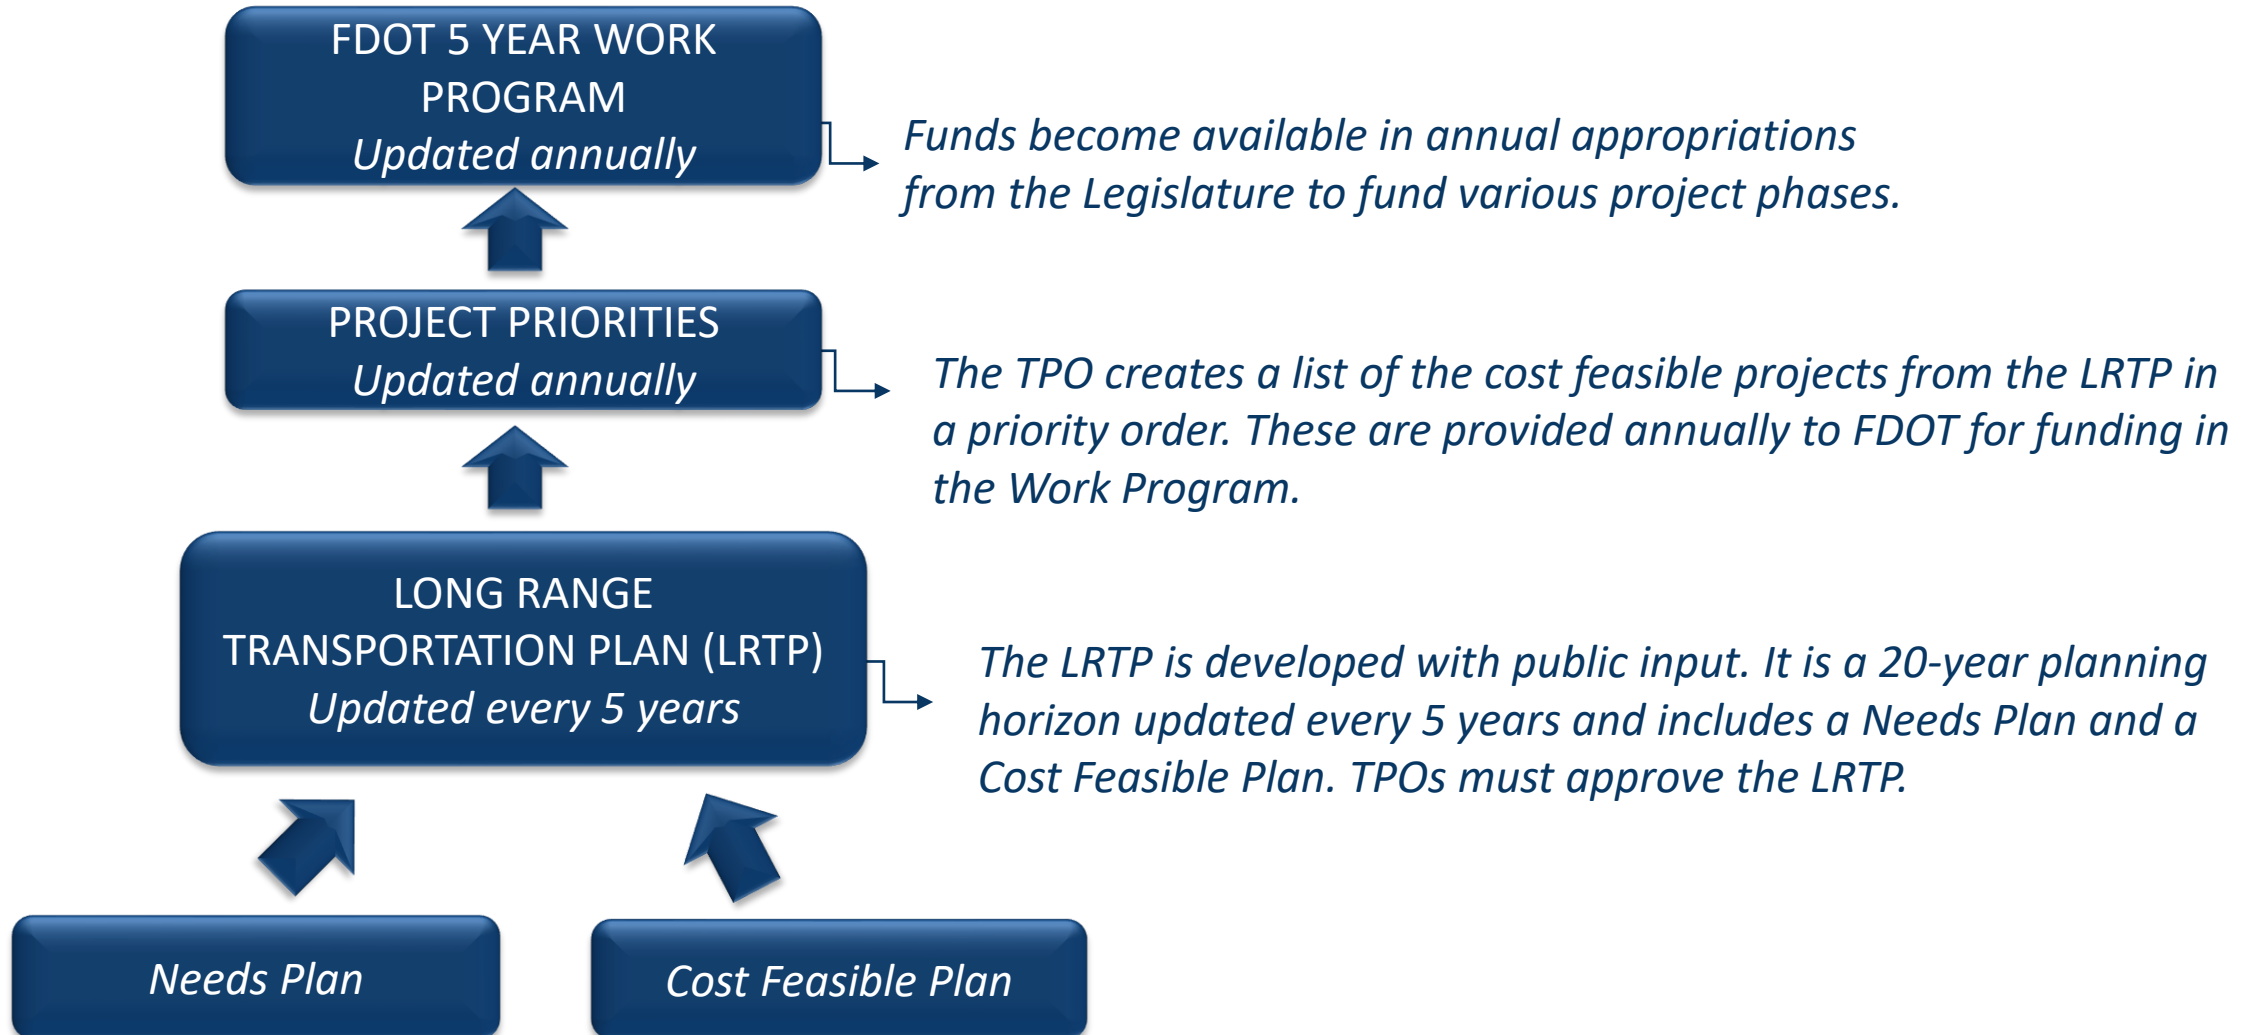 FDOT 5 YEAR WORK
PROGRAM
Updated annually
Funds become available in annual appropriations
from the Legislature to fund various project phases.
PROJECT PRIORITIES
Updated annually
The TPO creates a list of the cost feasible projects from the LRTP in
a priority order. These are provided annually to FDOT for funding in
the Work Program.
LONG RANGE
TRANSPORTATION PLAN (LRTP)
Updated every 5 years
The LRTP is developed with public input. It is a 20-year planning
horizon updated every 5 years and includes a Needs Plan and a
Cost Feasible Plan. TPOs must approve the LRTP.
Needs Plan
Cost Feasible Plan